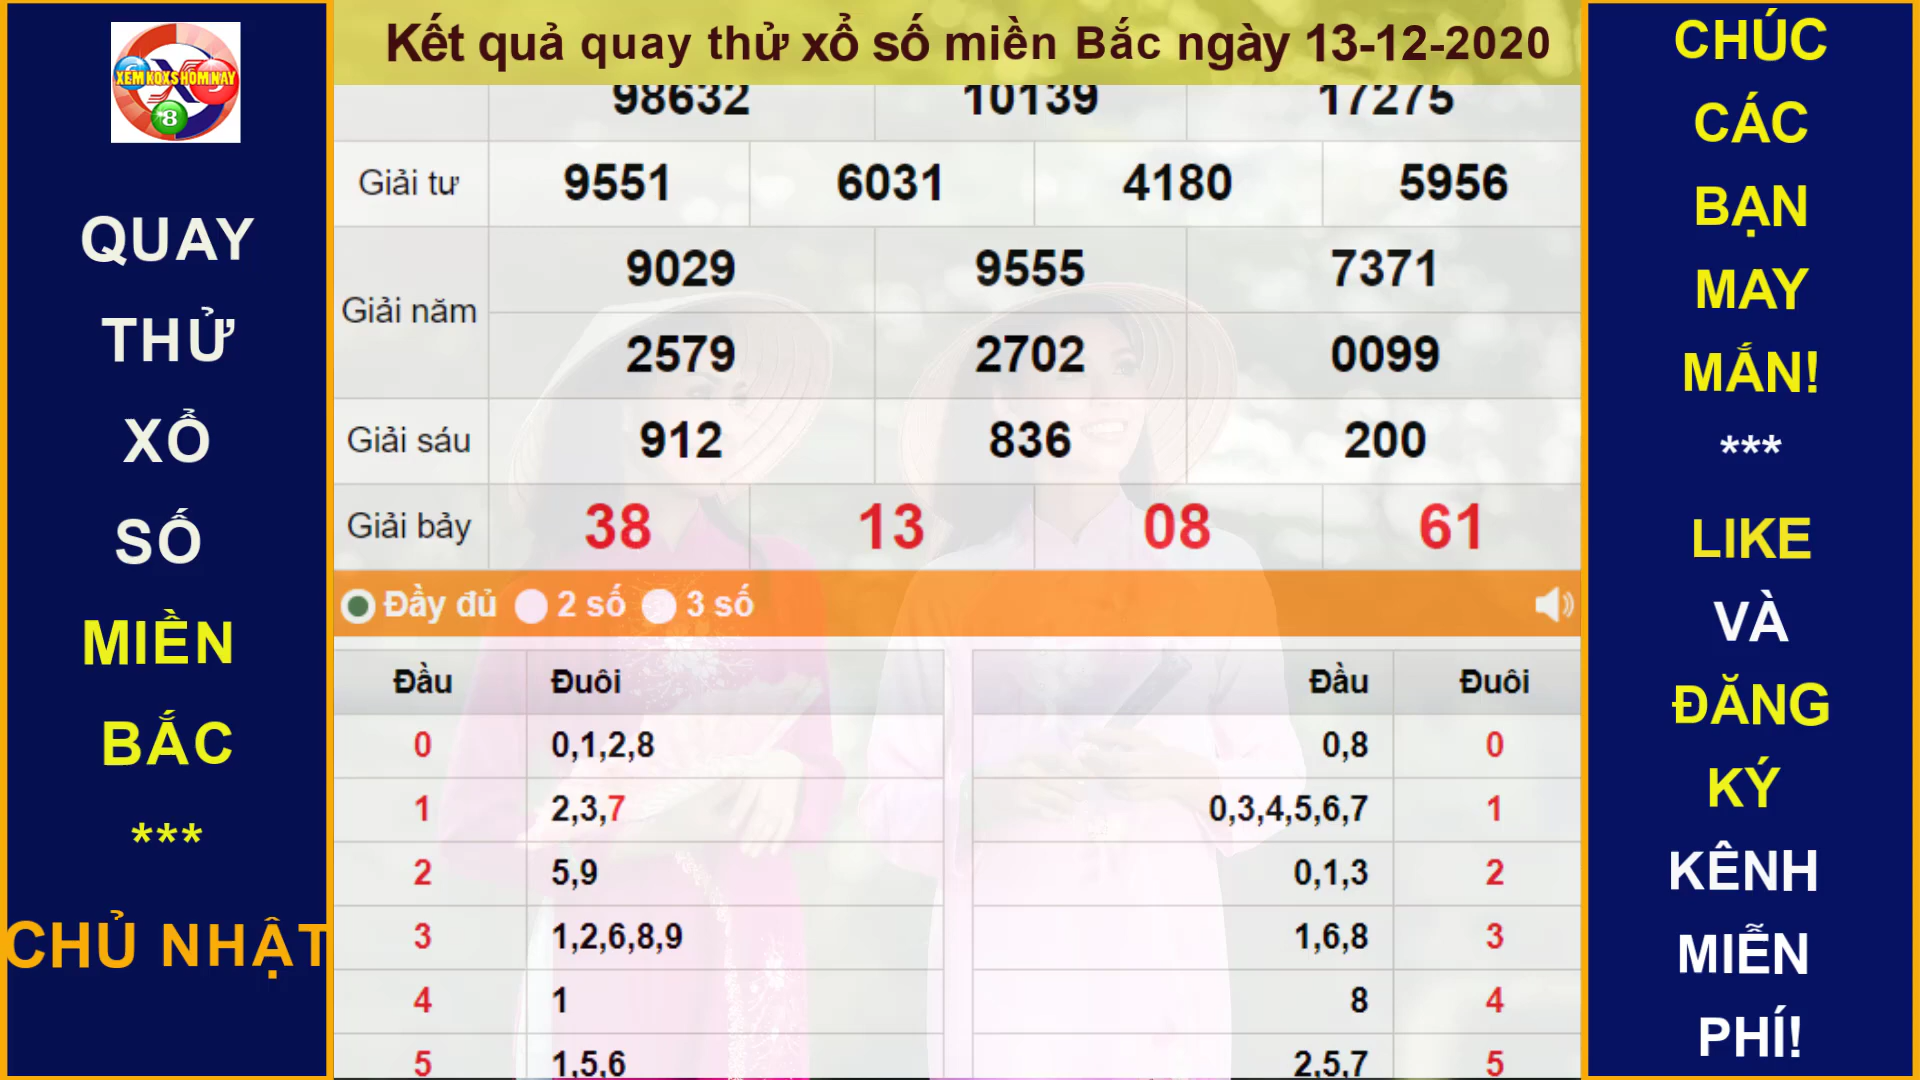 XEMKQXSHOMNAY
8
QUAY
THỬ
XỔ
SỐ
MIỀN
BẮC
***
CHỦ NHẬT
Kết quả quay thử xổ số miền Bắc ngày 13-12-2020
98632 10139 17275
Giải tư 9551 6031 4180 5956
Giải năm
9029 9555 7371
2579 2702 0099
Giải sáu 912 836 200
Giải bảy 38 13 08 61
Đầy đủ 2 số 3 số
Đầu Đuôi
0 0,1,2,8
1 2,3,7
2 5,9
3 1,2,6,8,9
4 1
5 1,5,6
Đầu Đuôi
0,8 0
0,3,4,5,6,7 1
0,1,3 2
1,6,8 3
8 4
2,5,7 5
CHÚC
CÁC
BẠN
MAY
MẮN!
***
LIKE
VÀ
ĐĂNG
KÝ
KÊNH
MIỄN
PHÍ!